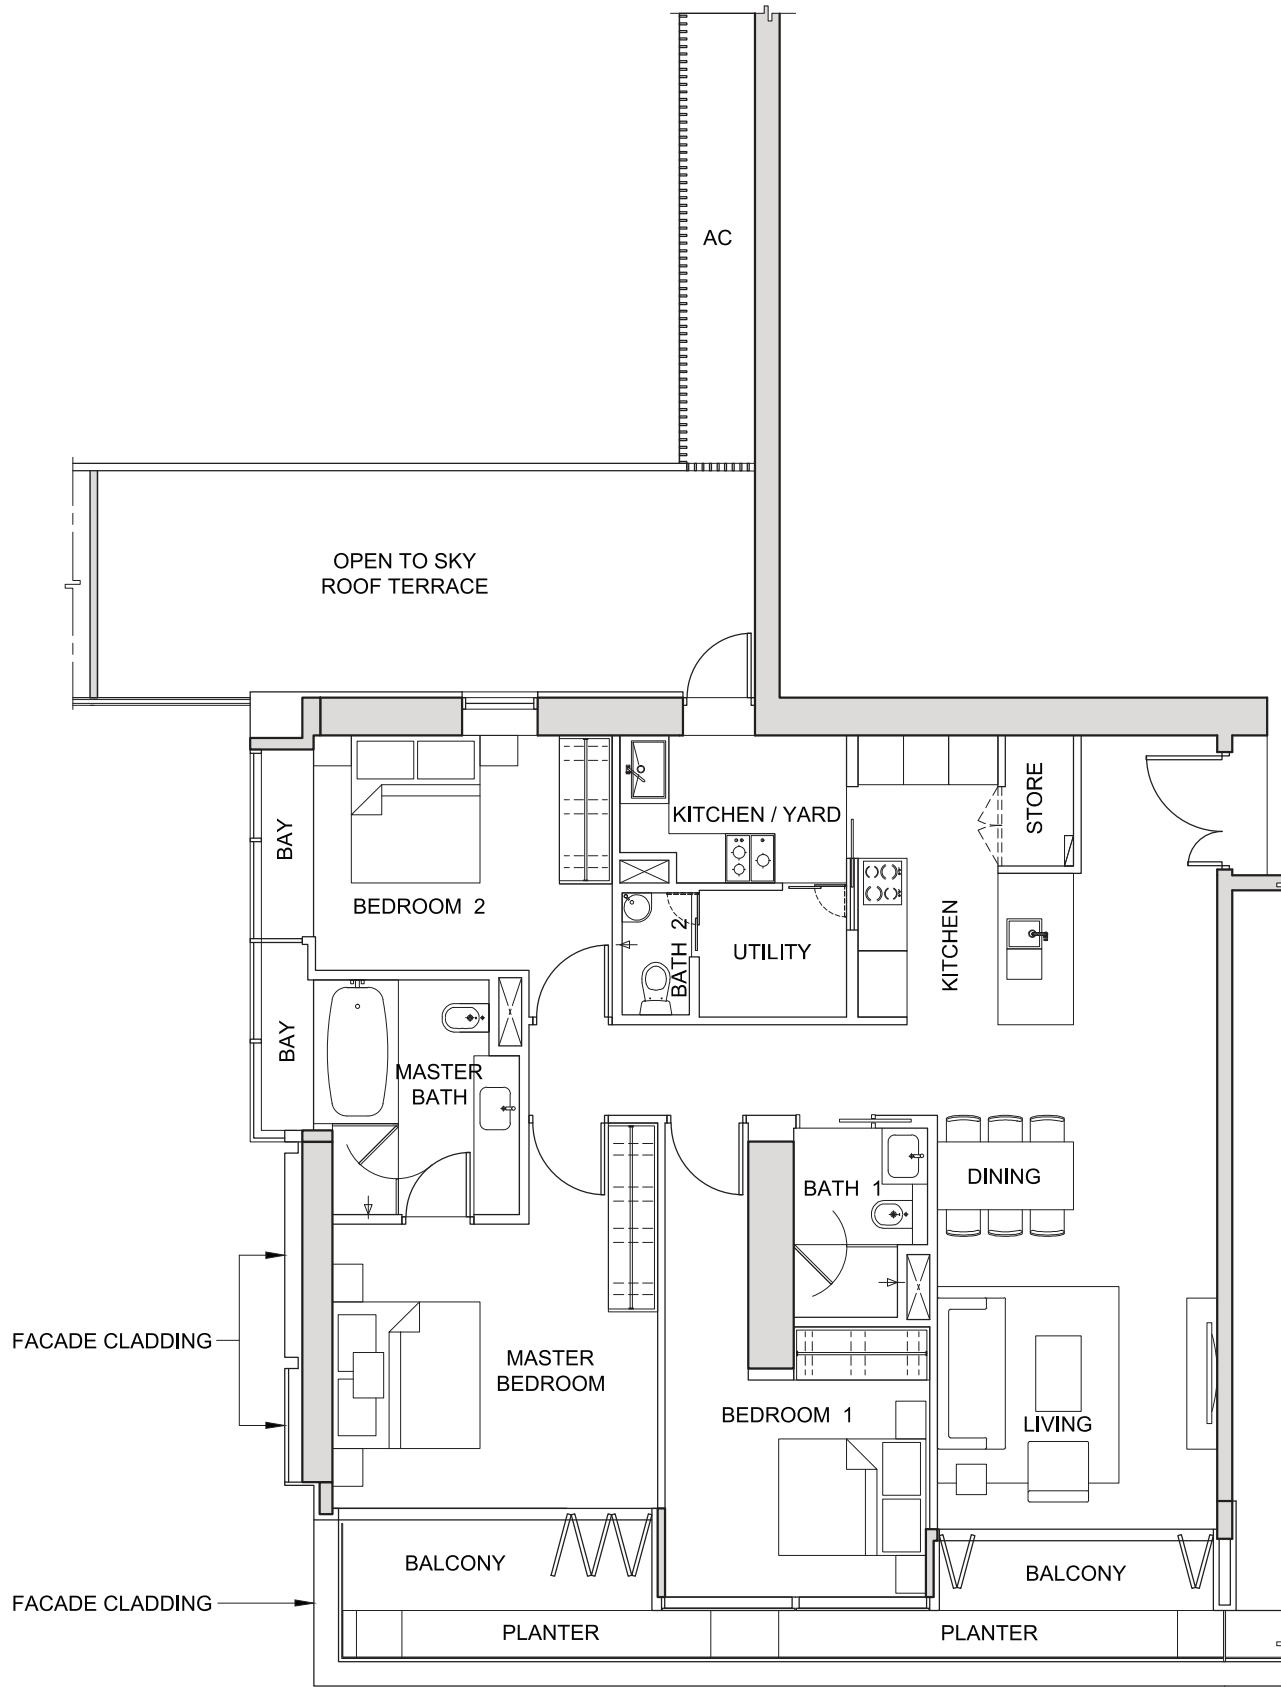 AC
OPEN TO SKY
ROOF TERRACE
STORE
KITCHEN / YARD
BAY
BEDROOM 2
BATH 2
UTILITY
KITCHEN
BAY
MASTER
BATH
DINING
BATH 1
FACADE CLADDING
MASTER
BEDROOM
BEDROOM 1
LIVING
BALCONY
BALCONY
FACADE CLADDING
PLANTER
PLANTER